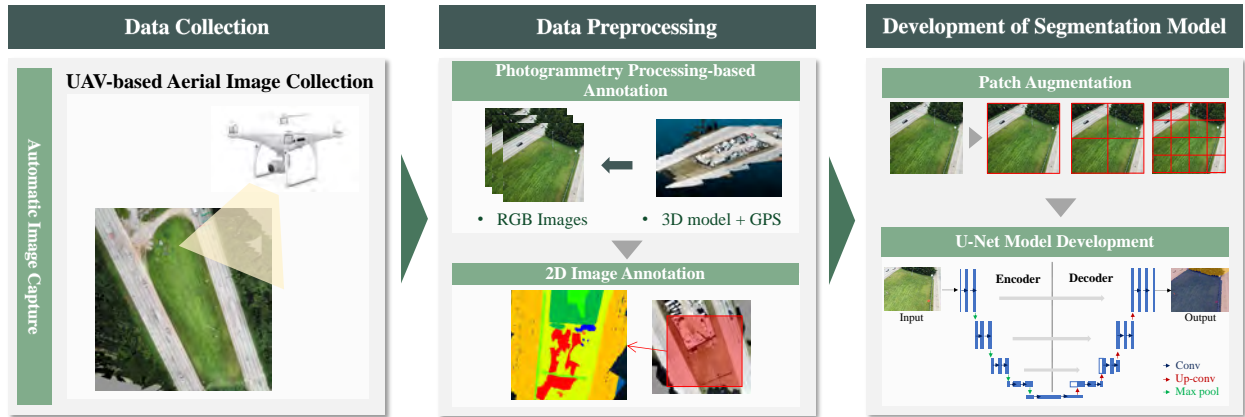 Data Collection
UAV-based Aerial Image Collection
Automatic Image Capture
Data Preprocessing
Photogrammetry Processing-based
Annotation
• RGB Images
• 3D model + GPS
2D Image Annotation
Development of Segmentation Model
Patch Augmentation
U-Net Model Development
Encoder
Decoder
Input
Output
Conv
Up-conv
Max pool